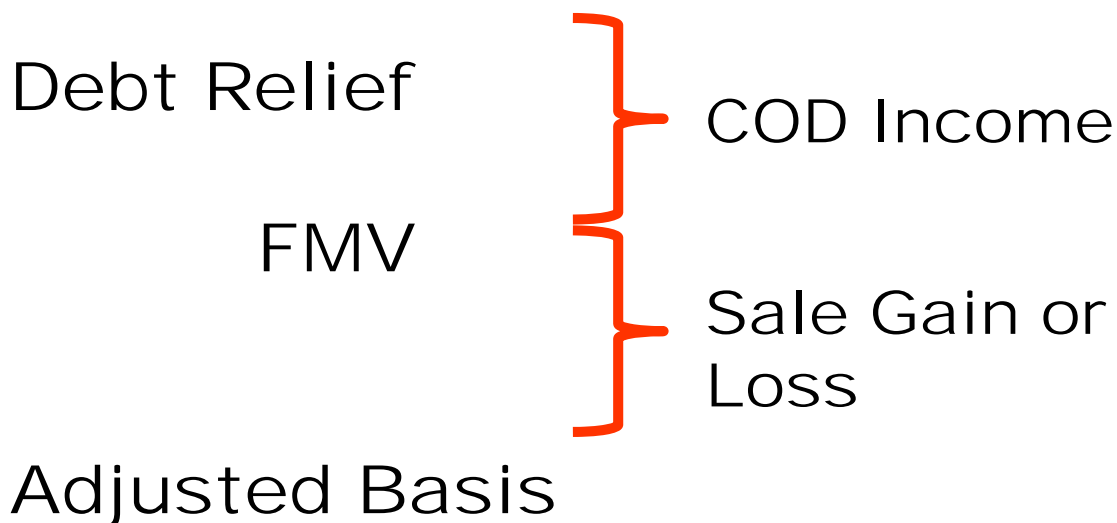 Debt Relief
COD Income
FMV
Sale Gain or
Loss
Adjusted Basis